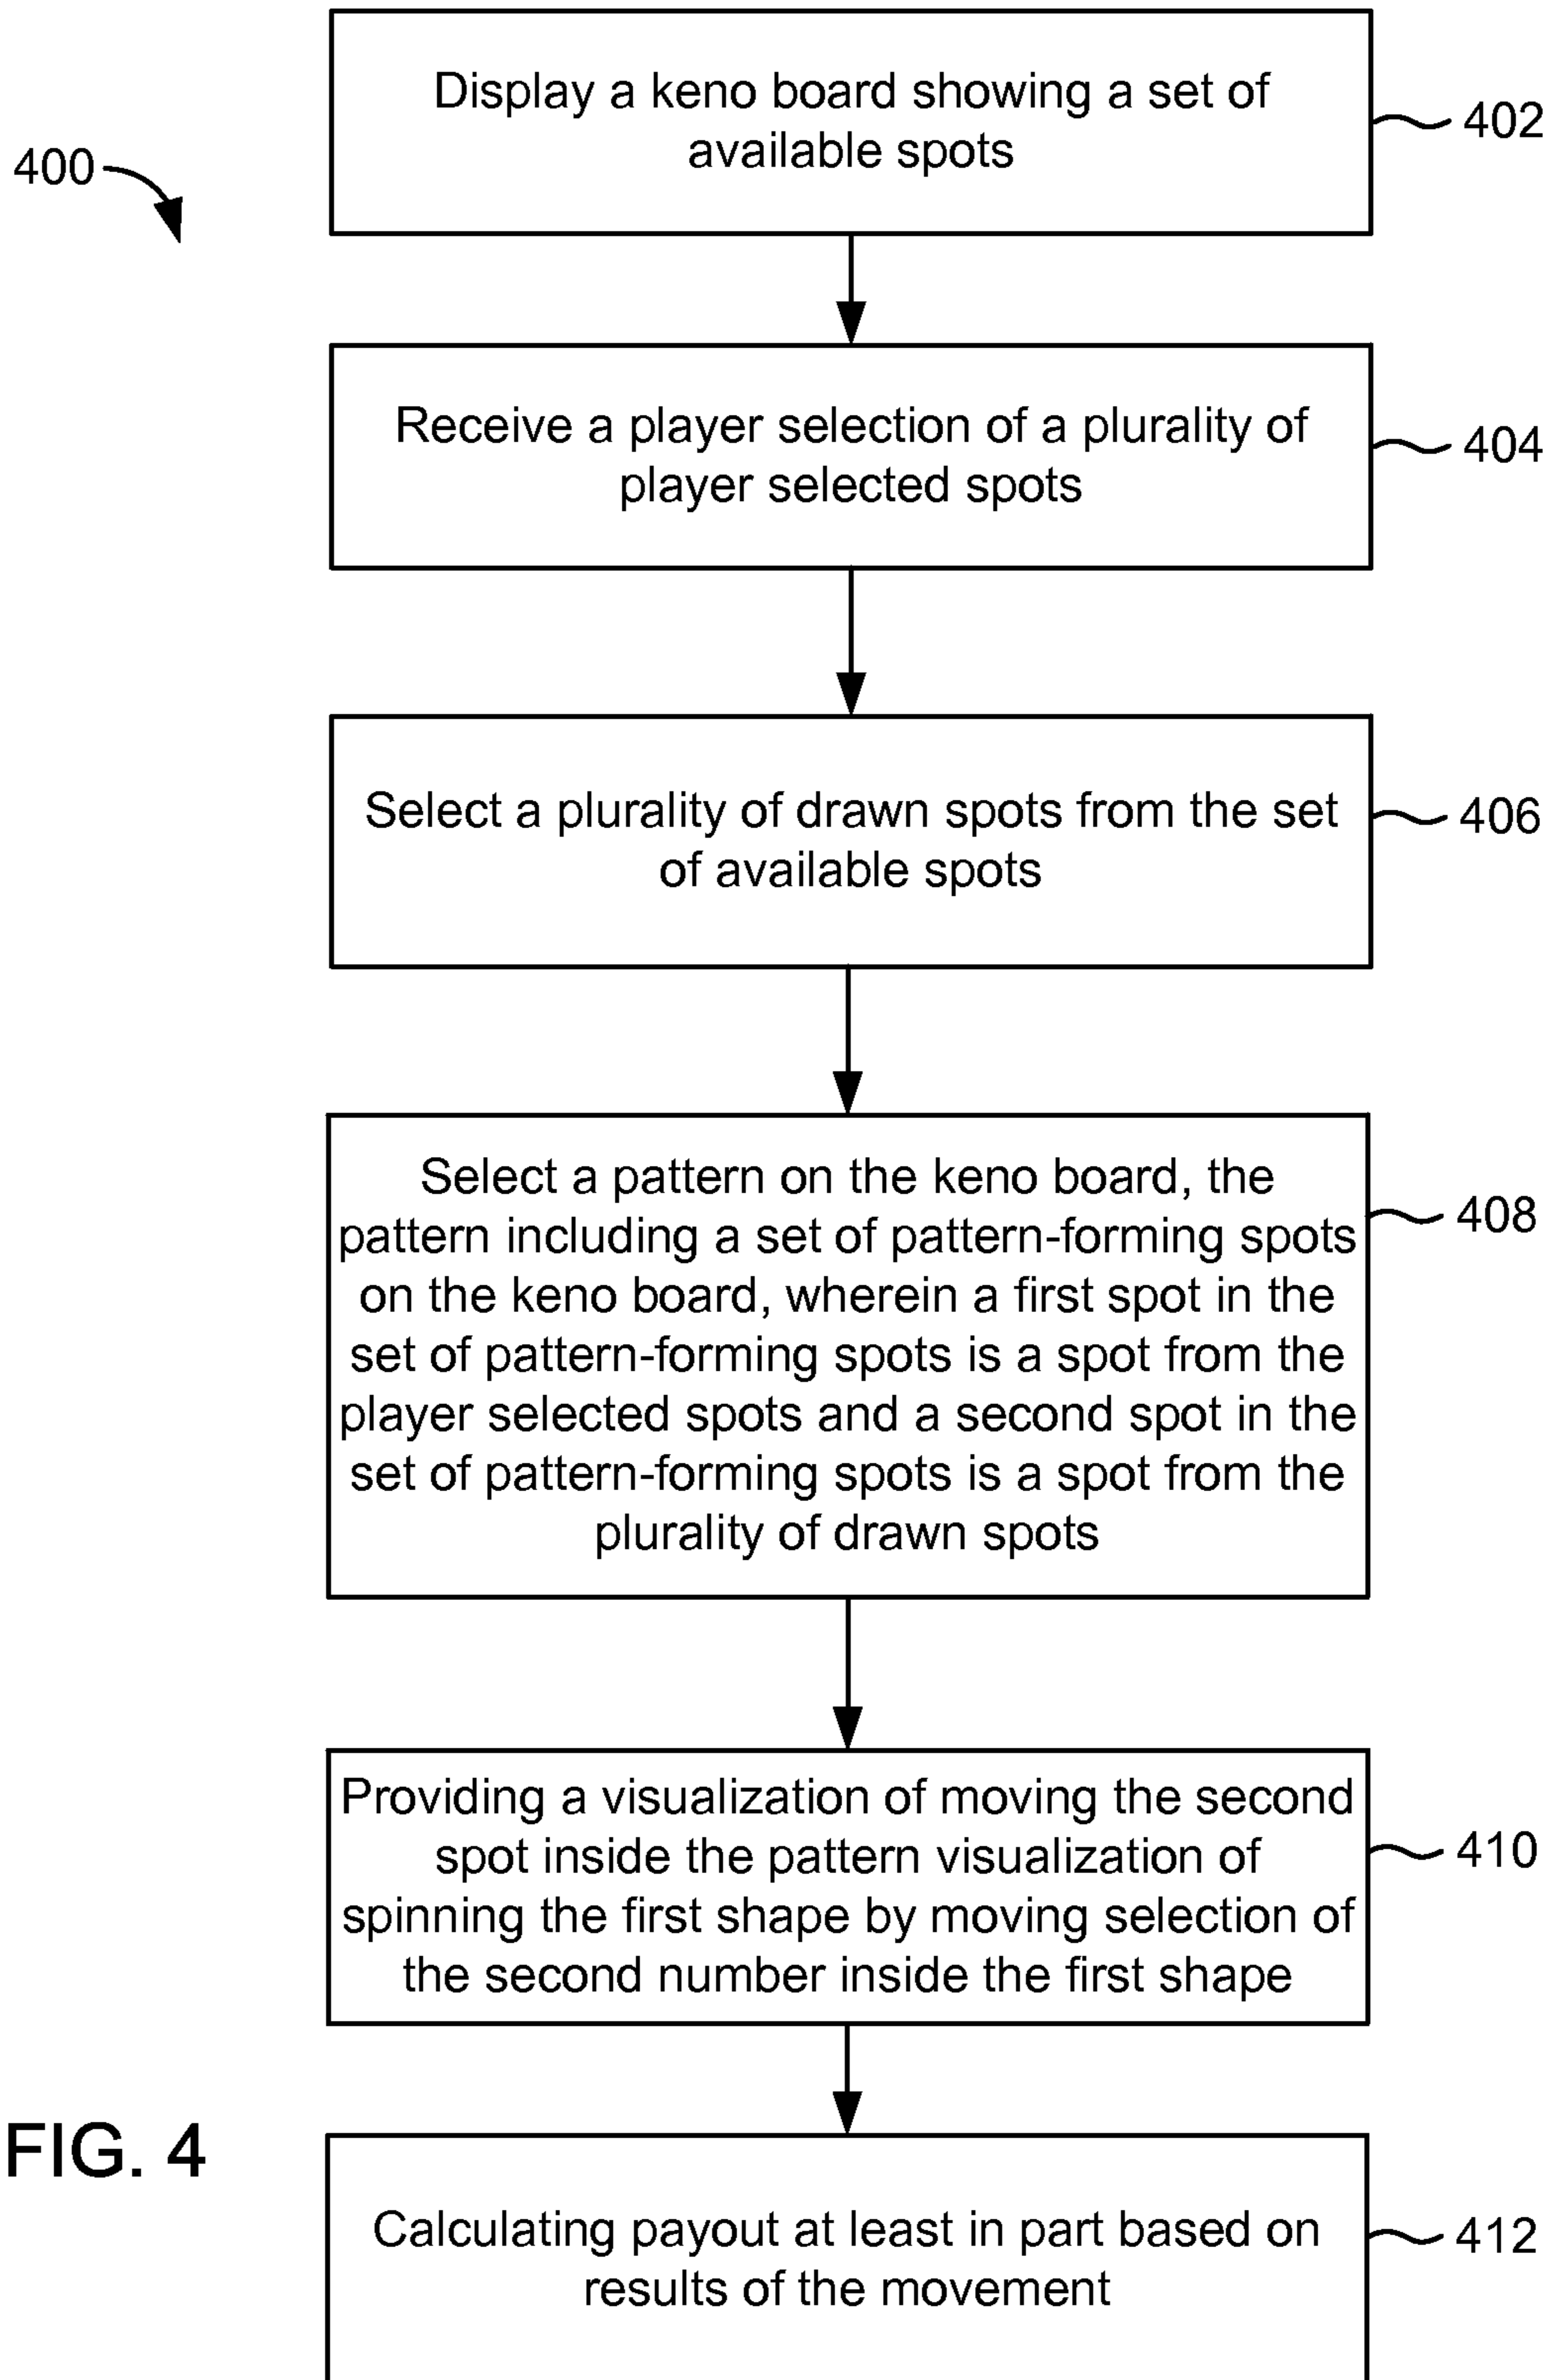 Display a keno board showing a set of
available spots
402
400
Receive a player selection of a plurality of
player selected spots
404
Select a plurality of drawn spots from the set
of available spots
406
Select a pattern on the keno board, the
pattern including a set of pattern-forming spots
on the keno board, wherein a first spot in the
set of pattern-forming spots is a spot from the
player selected spots and a second spot in the
set of pattern-forming spots is a spot from the
plurality of drawn spots
408
Providing a visualization of moving the second
spot inside the pattern visualization of
spinning the first shape by moving selection of
the second number inside the first shape
410
FIG. 4
Calculating payout at least in part based on
results of the movement
412